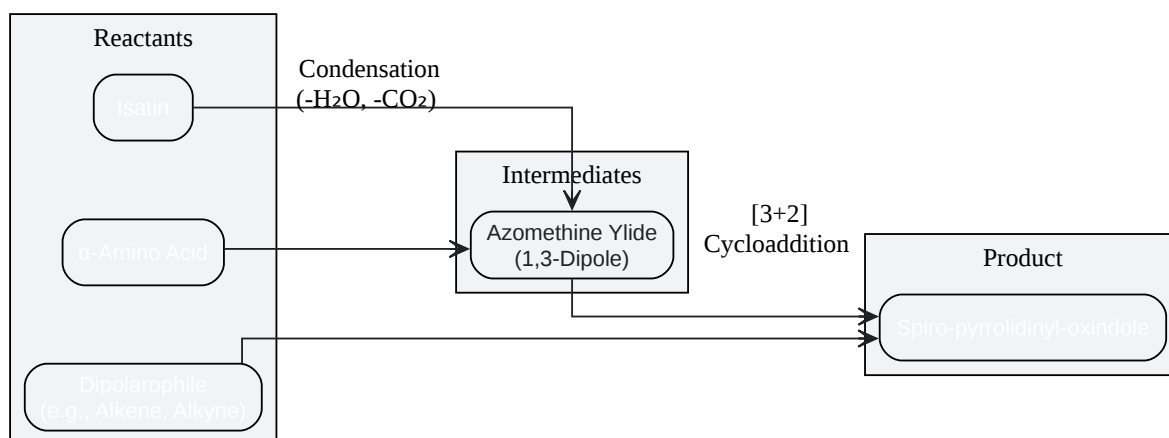 Reactants
Isatin
Condensation
(-H₂O, -CO₂)
Intermediates
α-Amino Acid
Azomethine Ylide
(1,3-Dipole)
[3+2]
Cycloaddition
Product
Spiro-pyrrolidinyl-oxindole
Dipolarophile
(e.g., Alkene, Alkyne)